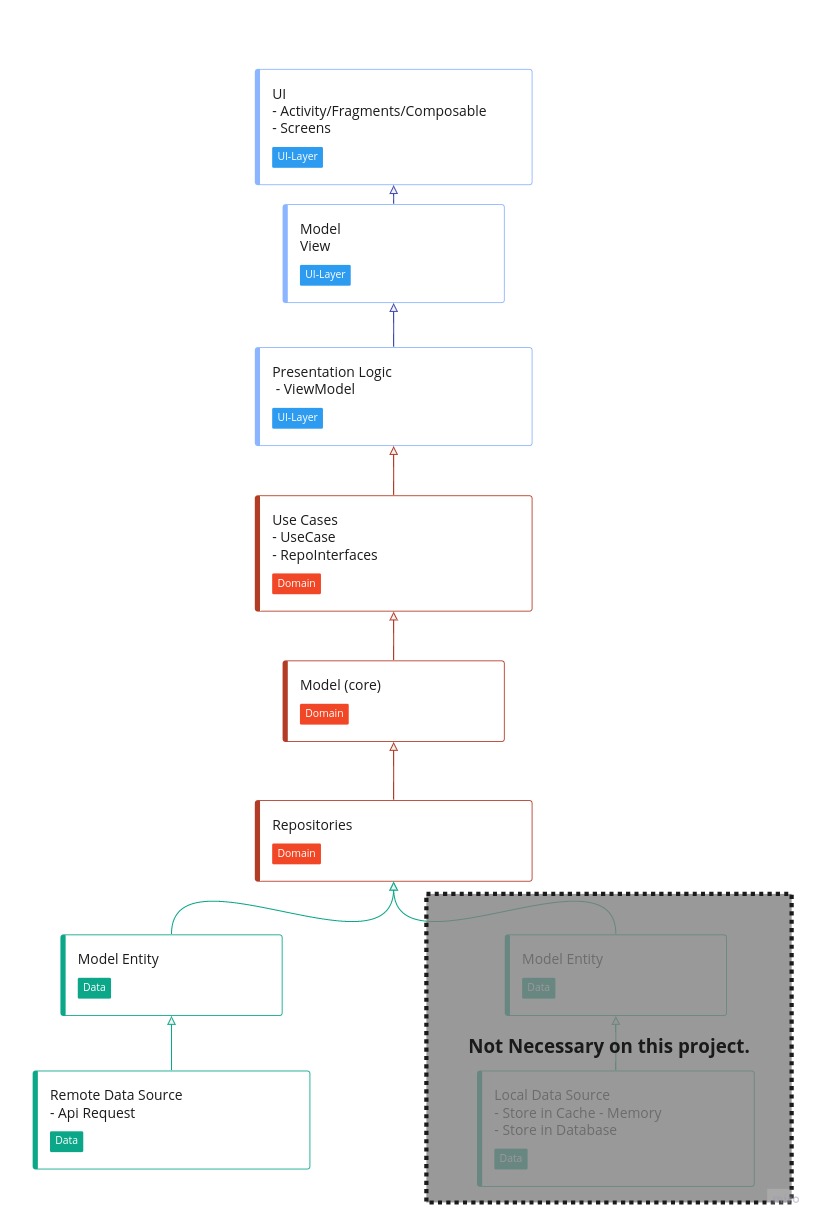 UI
- Activity/Fragments/Composable
- Screens
UI-Layer
Model
View
UI-Layer
Presentation Logic
- ViewModel
UI-Layer
Use Cases
- UseCase
- RepoInterfaces
Domain
Model (core)
Domain
Repositories
Domain
Model Entity
Data
Model Entity
Data
Not Necessary on this project.
Remote Data Source
- Api Request
Data
Local Data Source
- Store in Cache - Memory
- Store in Database
Data